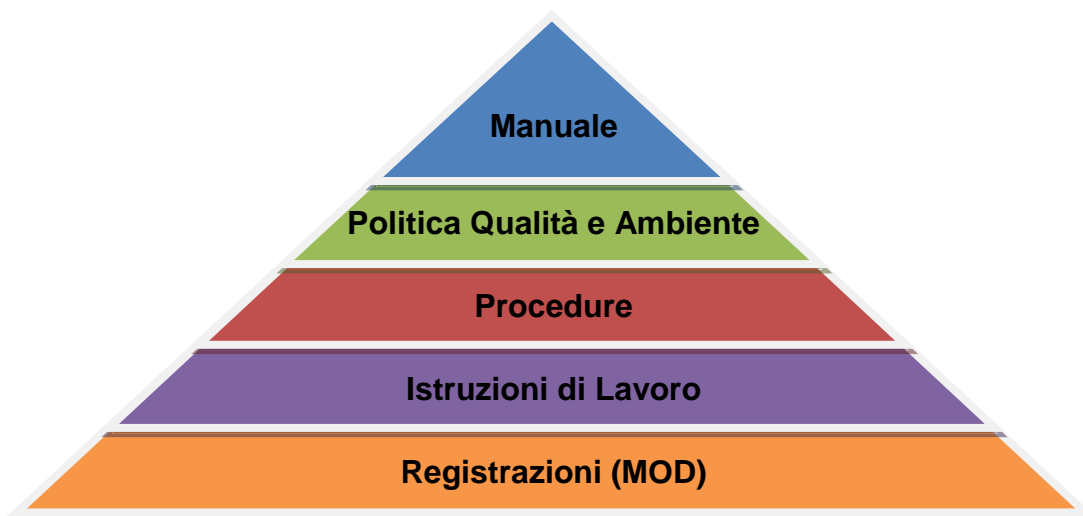 Manuale
Politica Qualità e Ambiente
Procedure
Istruzioni di Lavoro
Registrazioni (MOD)